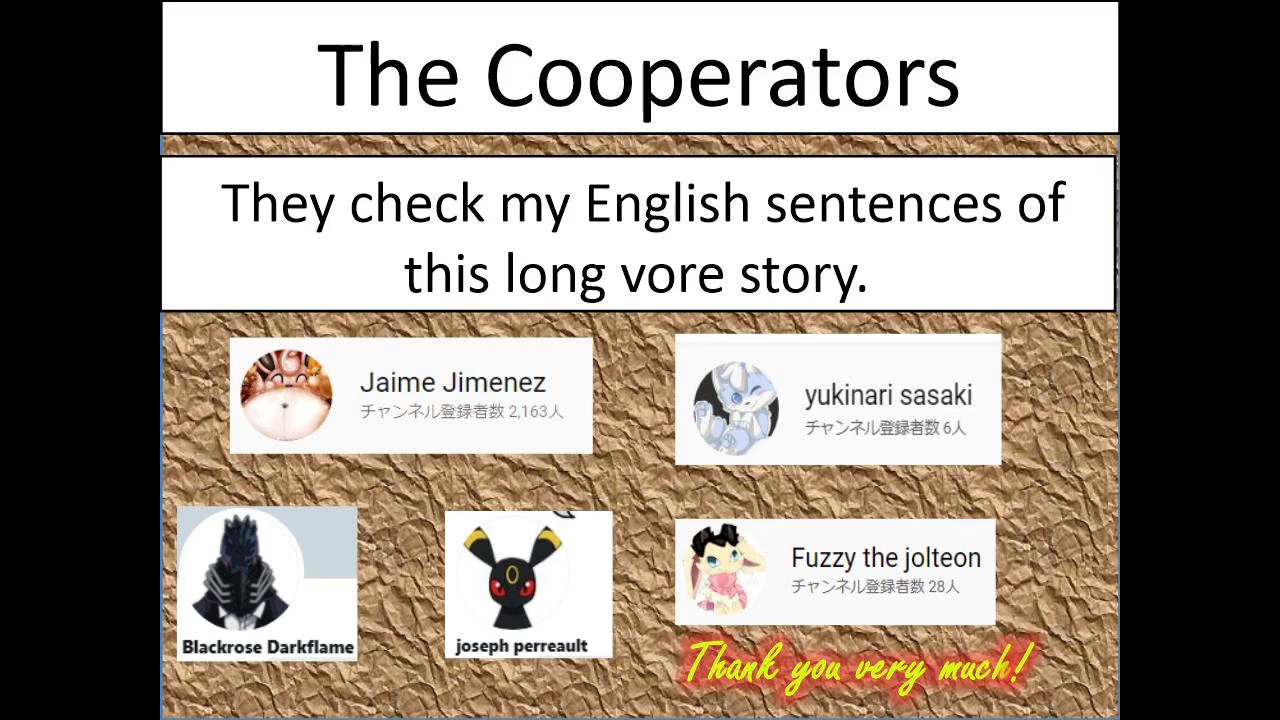 The Cooperators
They check my English sentences of
this long vore story.
Jaime Jimenez
チャンネル登録者数 2,163人
yukinari sasaki
チャンネル登録者数 6人
Blackrose Darkflame
joseph perreault
Fuzzy the jolteon
チャンネル登録者数 28人
Thank you very much!